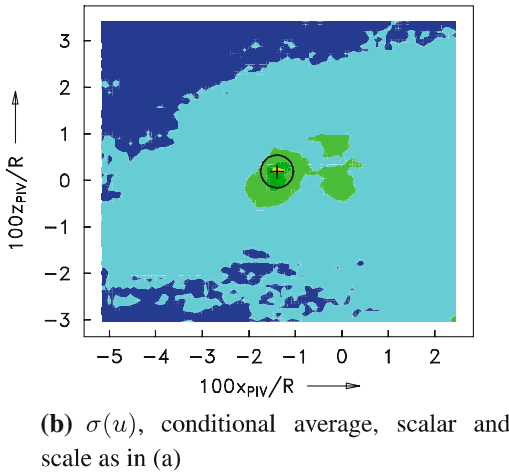 3
2
1
0
−1
−2
−3
100z_PIV/R
−5 −4 −3 −2 −1 0 1 2
100x_PIV/R
(b) σ(u), conditional average, scalar and
scale as in (a)